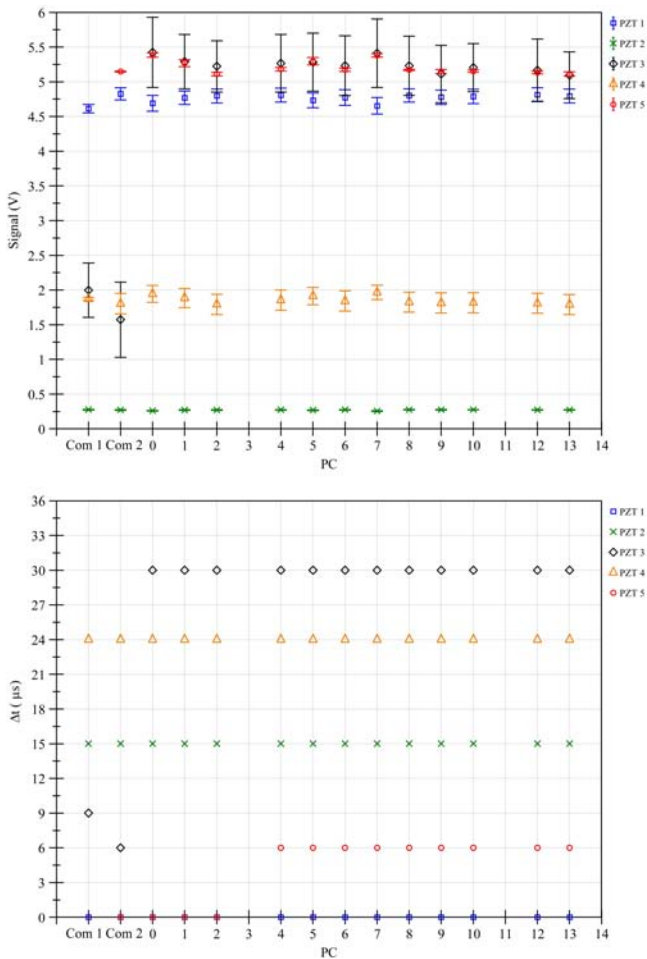 6
5.5
5
4.5
4
3.5
3
2.5
2
1.5
1
0.5
0
Signal (V)
Com 1 Com 2 0 1 2 3 4 5 6 7 8 9 10 11 12 13 14
PC
PZT 1
PZT 2
PZT 3
PZT 4
PZT 5
36
33
30
27
24
21
18
15
12
9
6
3
0
Δt ( μs)
Com 1 Com 2 0 1 2 3 4 5 6 7 8 9 10 11 12 13 14
PC
PZT 1
PZT 2
PZT 3
PZT 4
PZT 5